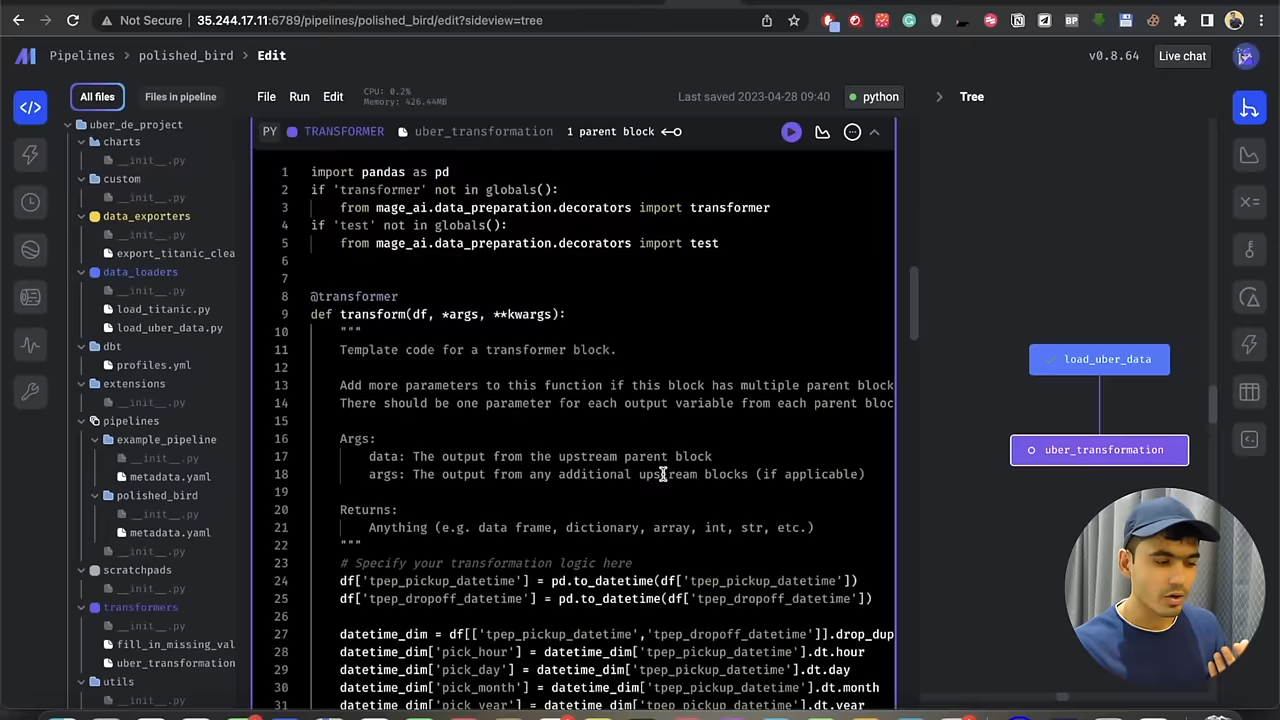 Not Secure | 35.244.17.11:6789/pipelines/polished_bird/edit?sideview=tree
Pipelines > polished_bird > Edit
v0.8.64
Live chat
All files
Files in pipeline
File Run Edit
CPU: 0.2%
Memory: 426.44MB
Last saved 2023-04-28 09:40
python
Tree
uber_de_project
charts
__init__.py
custom
__init__.py
data_exporters
__init__.py
export_titanic_clea
data_loaders
__init__.py
load_titanic.py
load_uber_data.py
dbt
profiles.yml
extensions
__init__.py
pipelines
example_pipeline
__init__.py
metadata.yaml
polished_bird
__init__.py
metadata.yaml
__init__.py
scratchpads
__init__.py
transformers
__init__.py
fill_in_missing_val
uber_transformation
utils
__init__.py
PY TRANSFORMER uber_transformation 1 parent block
1 import pandas as pd
2 if 'transformer' not in globals():
3 from mage_ai.data_preparation.decorators import transformer
4 if 'test' not in globals():
5 from mage_ai.data_preparation.decorators import test
6
7
8 @transformer
9 def transform(df, *args, **kwargs):
10 """
11 Template code for a transformer block.
12
13 Add more parameters to this function if this block has multiple parent block
14 There should be one parameter for each output variable from each parent bloc
15
16 Args:
17 data: The output from the upstream parent block
18 args: The output from any additional upstream blocks (if applicable)
19
20 Returns:
21 Anything (e.g. data frame, dictionary, array, int, str, etc.)
22 """
23 # Specify your transformation logic here
24 df['tpep_pickup_datetime'] = pd.to_datetime(df['tpep_pickup_datetime'])
25 df['tpep_dropoff_datetime'] = pd.to_datetime(df['tpep_dropoff_datetime'])
26
27 datetime_dim = df[['tpep_pickup_datetime','tpep_dropoff_datetime']].drop_dup
28 datetime_dim['pick_hour'] = datetime_dim['tpep_pickup_datetime'].dt.hour
29 datetime_dim['pick_day'] = datetime_dim['tpep_pickup_datetime'].dt.day
30 datetime_dim['pick_month'] = datetime_dim['tpep_pickup_datetime'].dt.month
31 datetime_dim['pick_year'] = datetime_dim['tpep_pickup_datetime'].dt.year
load_uber_data
uber_transformation